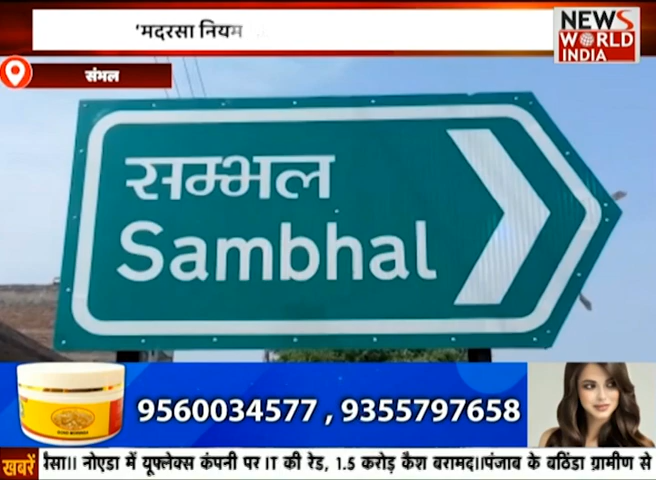 'मदरसा नियम
NEWS
WORLD
INDIA
संभल
सम्भल
Sambhal
9560034577 , 9355797658
खबरें
रैसा|| नोएडा में यूफ्लेक्स कंपनी पर IT की रेड, 1.5 करोड़ कैश बरामद||पंजाब के बठिंडा ग्रामीण से